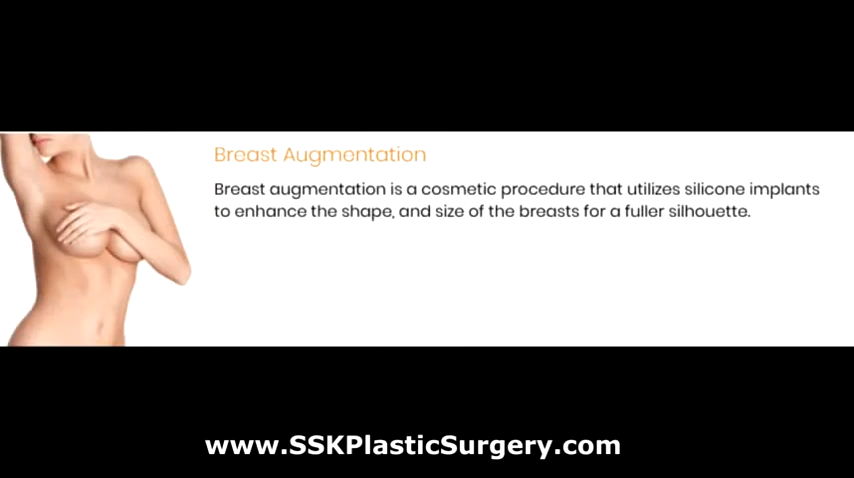 Breast Augmentation
Breast augmentation is a cosmetic procedure that utilizes silicone implants
to enhance the shape, and size of the breasts for a fuller silhouette.
www.SSKPlasticSurgery.com